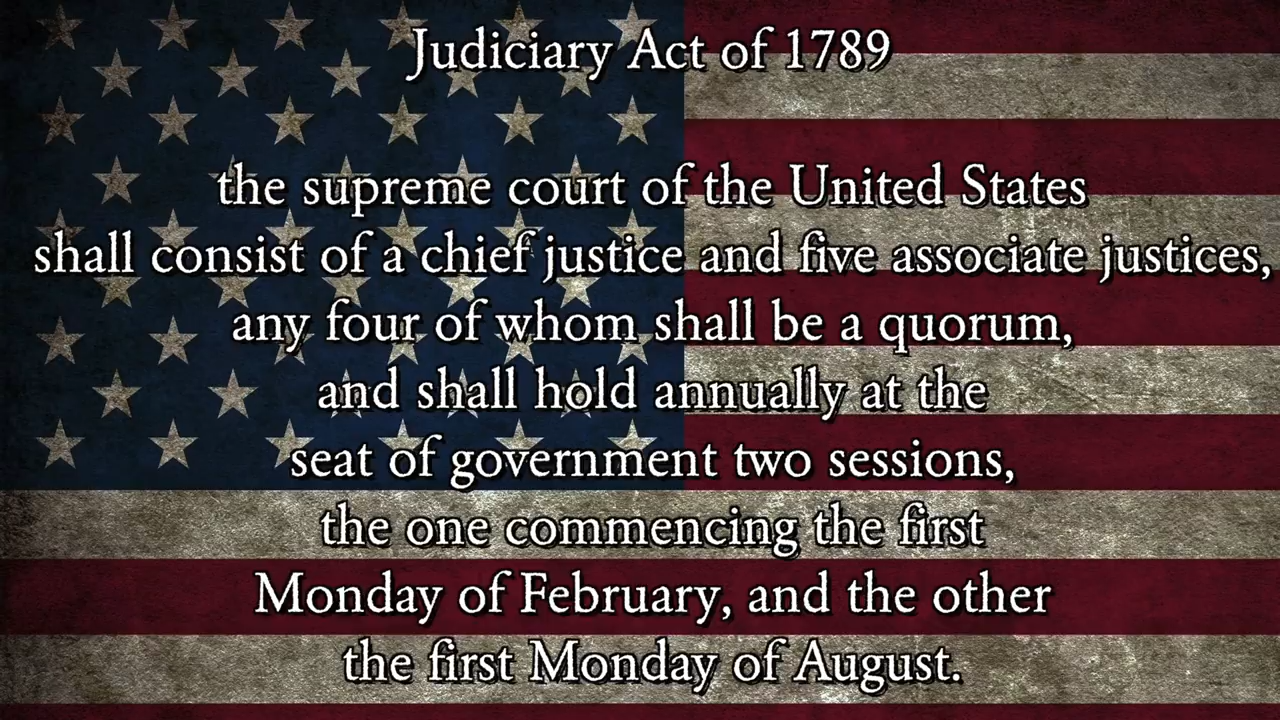 Judiciary Act of 1789
the supreme court of the United States
shall consist of a chief justice and five associate justices,
any four of whom shall be a quorum,
and shall hold annually at the
seat of government two sessions,
the one commencing the first
Monday of February, and the other
the first Monday of August.